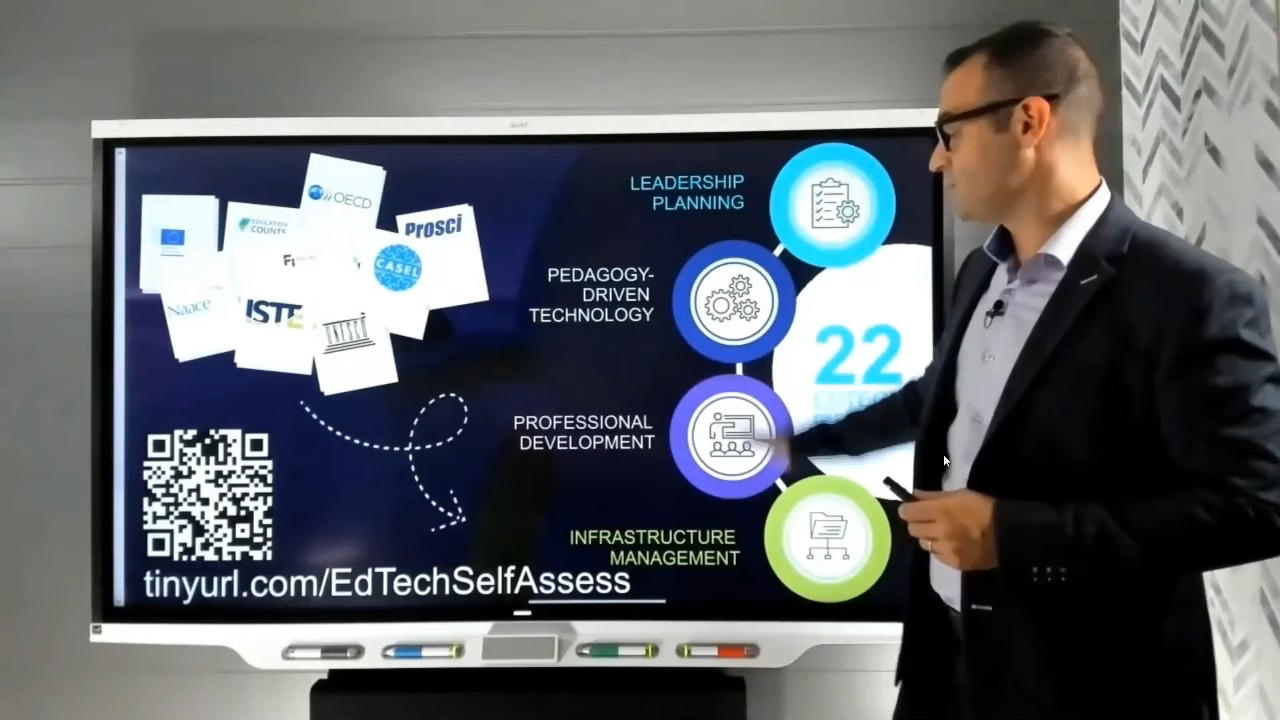 OECD
EDUCATION
COUNTS
Prosci
CASEL
Naace
ISTE
LEADERSHIP
PLANNING
PEDAGOGY-
DRIVEN
TECHNOLOGY
22
PROFESSIONAL
DEVELOPMENT
INFRASTRUCTURE
MANAGEMENT
tinyurl.com/EdTechSelfAssess